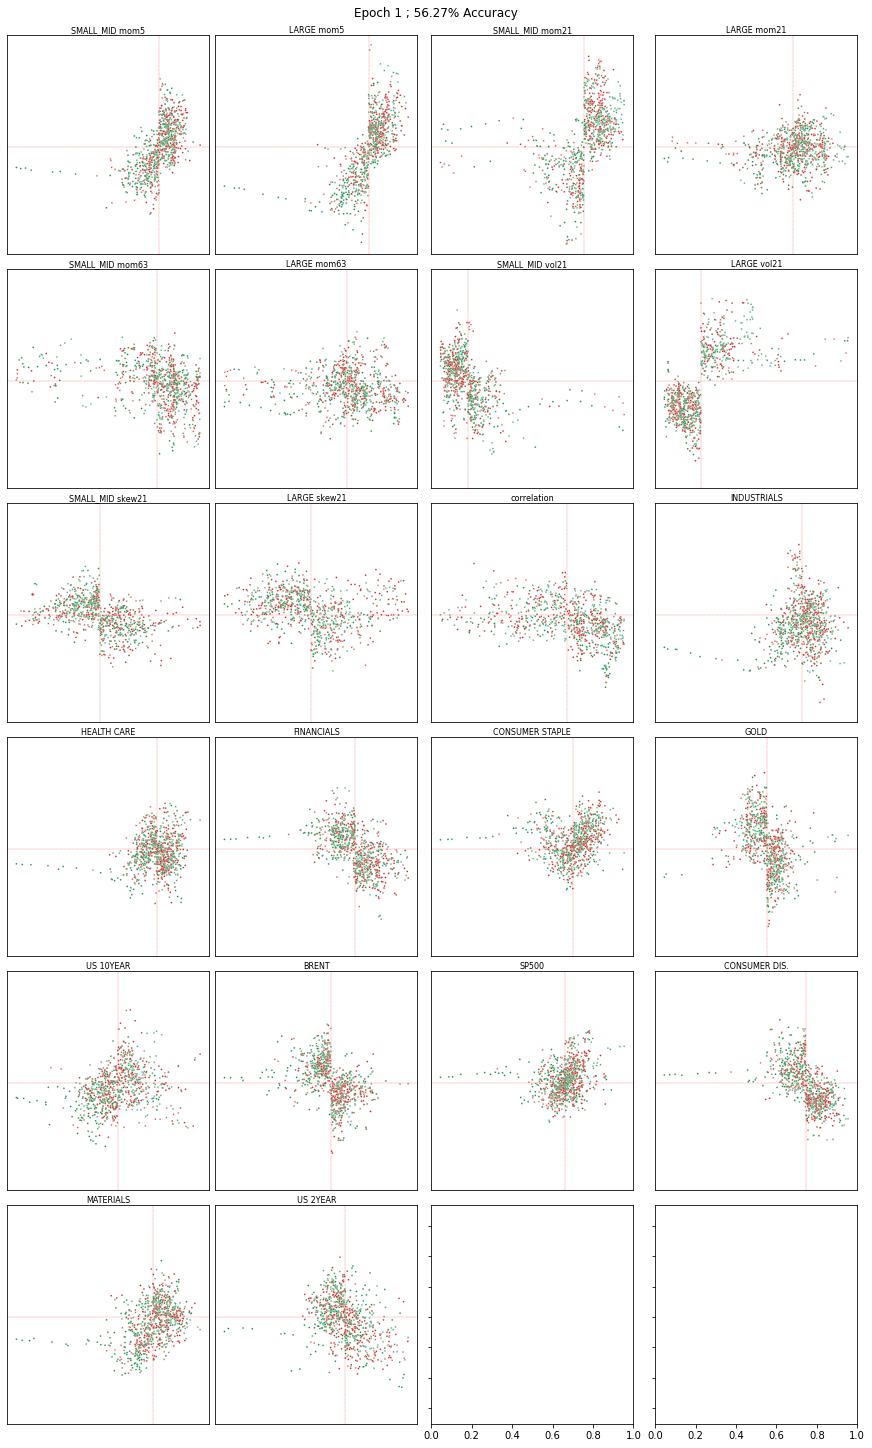 Epoch 1 ; 56.27% Accuracy
SMALL_MID mom5
LARGE mom5
SMALL_MID mom21
LARGE mom21
SMALL_MID mom63
LARGE mom63
SMALL_MID vol21
LARGE vol21
SMALL_MID skew21
LARGE skew21
correlation
INDUSTRIALS
HEALTH CARE
FINANCIALS
CONSUMER STAPLE
GOLD
US 10YEAR
BRENT
SP500
CONSUMER DIS.
MATERIALS
US 2YEAR
0.0 0.2 0.4 0.6 0.8 1.0
0.0 0.2 0.4 0.6 0.8 1.0